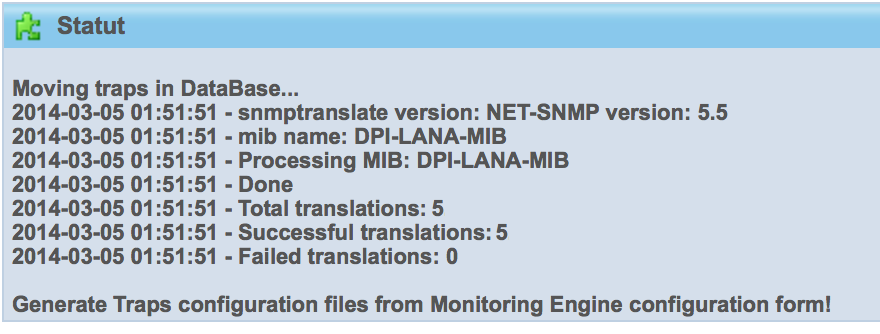 Statut
Moving traps in DataBase...
2014-03-05 01:51:51 - snmptranslate version: NET-SNMP version: 5.5
2014-03-05 01:51:51 - mib name: DPI-LANA-MIB
2014-03-05 01:51:51 - Processing MIB: DPI-LANA-MIB
2014-03-05 01:51:51 - Done
2014-03-05 01:51:51 - Total translations: 5
2014-03-05 01:51:51 - Successful translations: 5
2014-03-05 01:51:51 - Failed translations: 0
Generate Traps configuration files from Monitoring Engine configuration form!